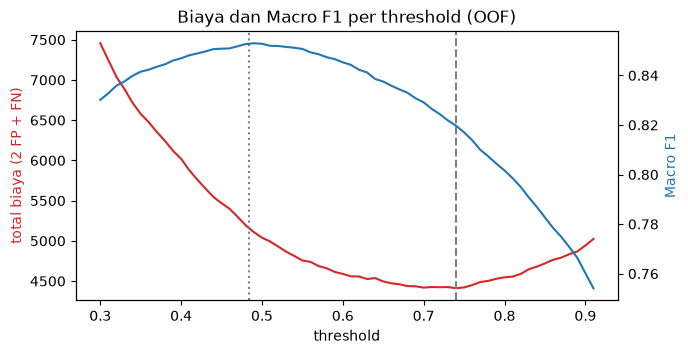 Biaya dan Macro F1 per threshold (OOF)
total biaya (2 FP + FN)
7500
7000
6500
6000
5500
5000
4500
0.84
0.82
0.80
0.78
0.76
Macro F1
0.3 0.4 0.5 0.6 0.7 0.8 0.9
threshold